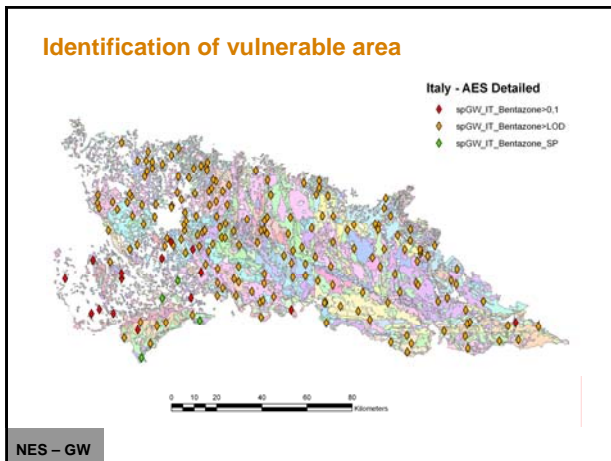 Identification of vulnerable area
Italy - AES Detailed
spGW_IT_Bentazone>0,1
spGW_IT_Bentazone>LOD
spGW_IT_Bentazone_SP
0 10 20 40 60 80
Kilometers
NES – GW